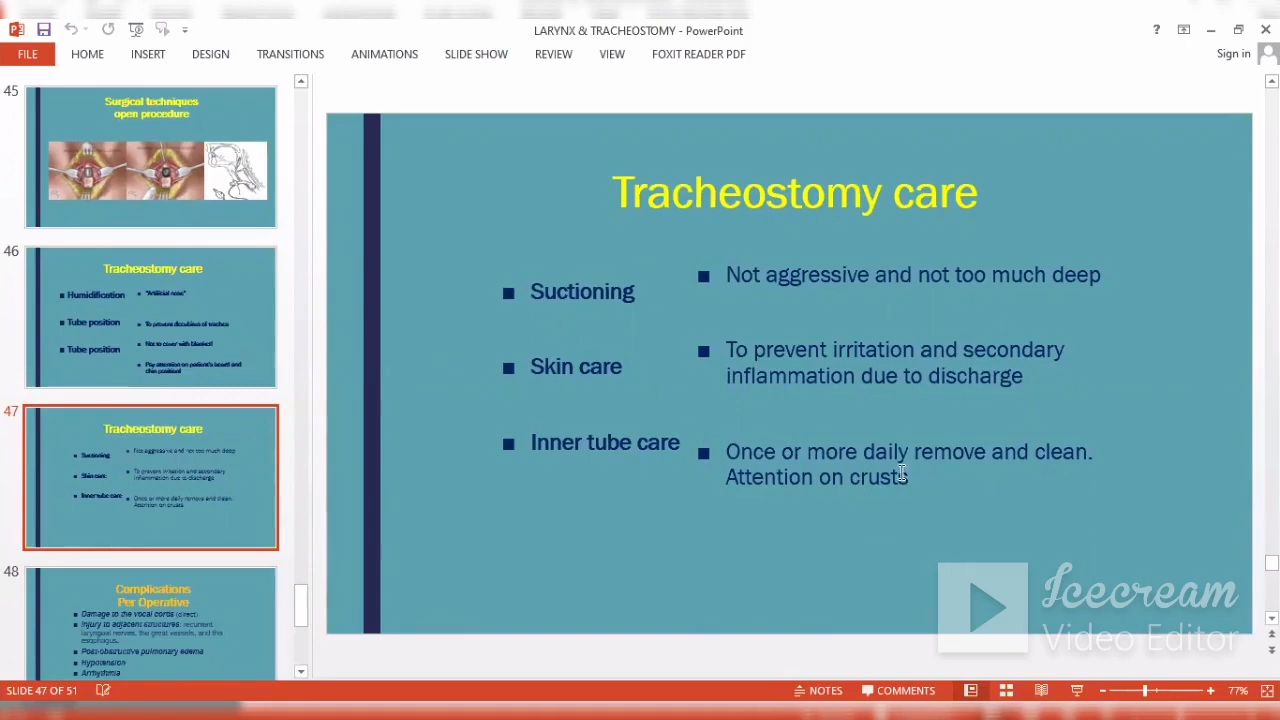 LARYNX & TRACHEOSTOMY - PowerPoint
?
FILE HOME INSERT DESIGN TRANSITIONS ANIMATIONS SLIDE SHOW REVIEW VIEW FOXIT READER PDF
Sign in
45
Surgical techniques
open procedure
46
Tracheostomy care
Humidification
"Artificial nose"
Tube position
To prevent
of trachea
Not to cover with blanket
Tube position
Pay attention on patient's beard and
chin position
47
Tracheostomy care
Suctioning
Not aggressive and not too much deep
Skin care
To prevent irritation and secondary
inflammation due to discharge
Inner tube care
Once or more daily remove and clean.
Attention on crusts
48
Complications
Per Operative
Damage to the vocal cords (direct)
Injury to adjacent structures: recurrent
laryngeal nerves, the great vessels, and the
esophagus.
Post-obstructive pulmonary edema
Hypotension
Arrhythmia
Tracheostomy care
Suctioning
Not aggressive and not too much deep
Skin care
To prevent irritation and secondary
inflammation due to discharge
Inner tube care
Once or more daily remove and clean.
Attention on crusts
Icecream
Video Editor
SLIDE 47 OF 51
NOTES COMMENTS
77%